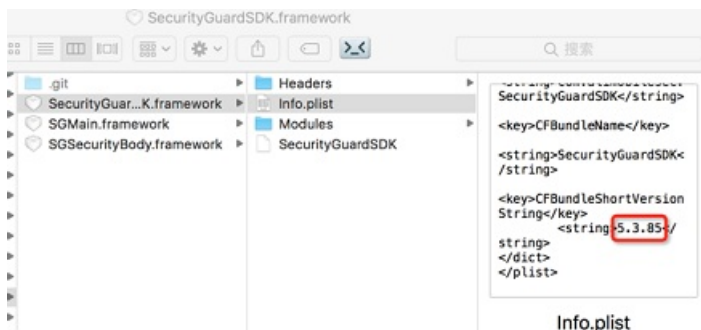 SecurityGuardSDK.framework
搜索
.git
SecurityGuar...K.framework
SGMain.framework
SGSecurityBody.framework
Headers
Info.plist
Modules
SecurityGuardSDK
SecurityGuardSDK</string>
<key>CFBundleName</key>
<string>SecurityGuardSDK<
/string>
<key>CFBundleShortVersion
String</key>
<string>5.3.85</
string>
</dict>
</plist>
Info.plist